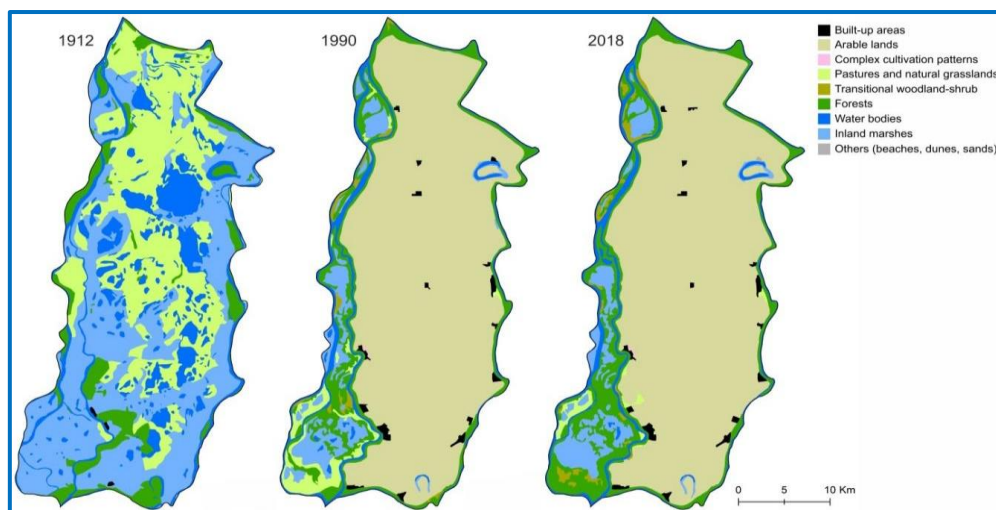 1912
1990
2018
Built-up areas
Arable lands
Complex cultivation patterns
Pastures and natural grasslands
Transitional woodland-shrub
Forests
Water bodies
Inland marshes
Others (beaches, dunes, sands)
0 5 10 Km